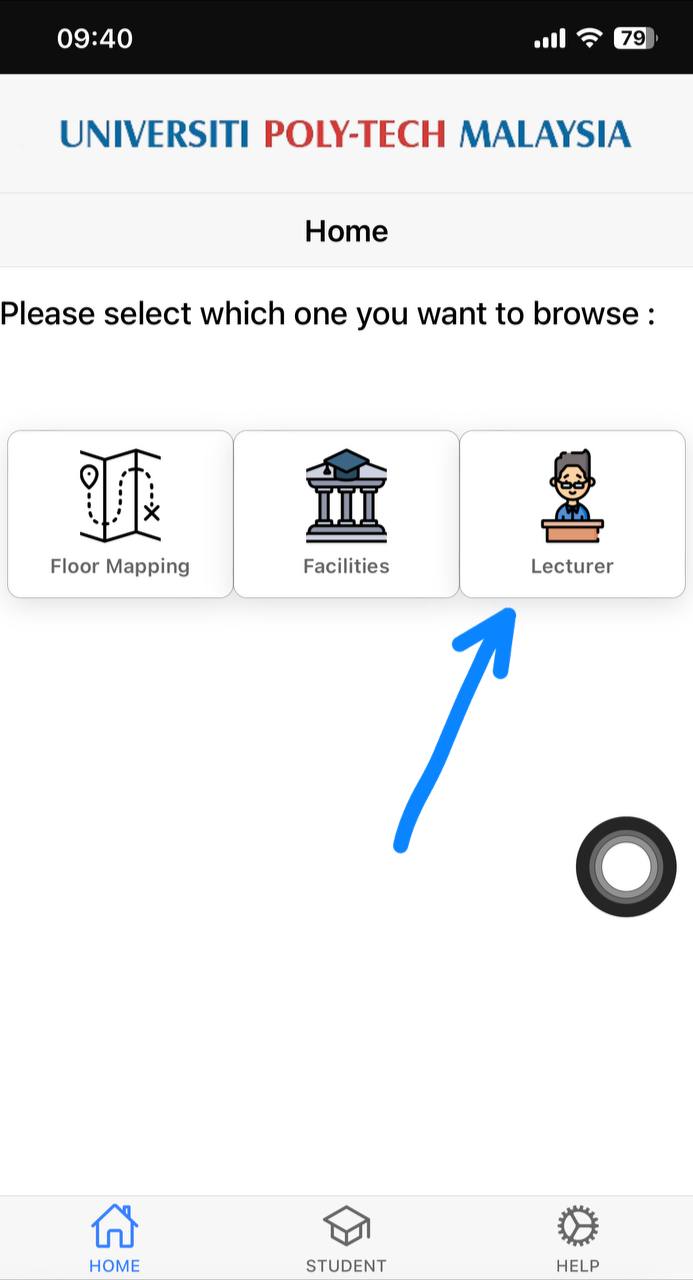 09:40
79
UNIVERSITI POLY-TECH MALAYSIA
Home
Please select which one you want to browse :
Floor Mapping Facilities Lecturer
HOME STUDENT HELP